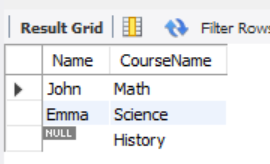 Result Grid Filter Rows
Name CourseName
John Math
Emma Science
NULL History